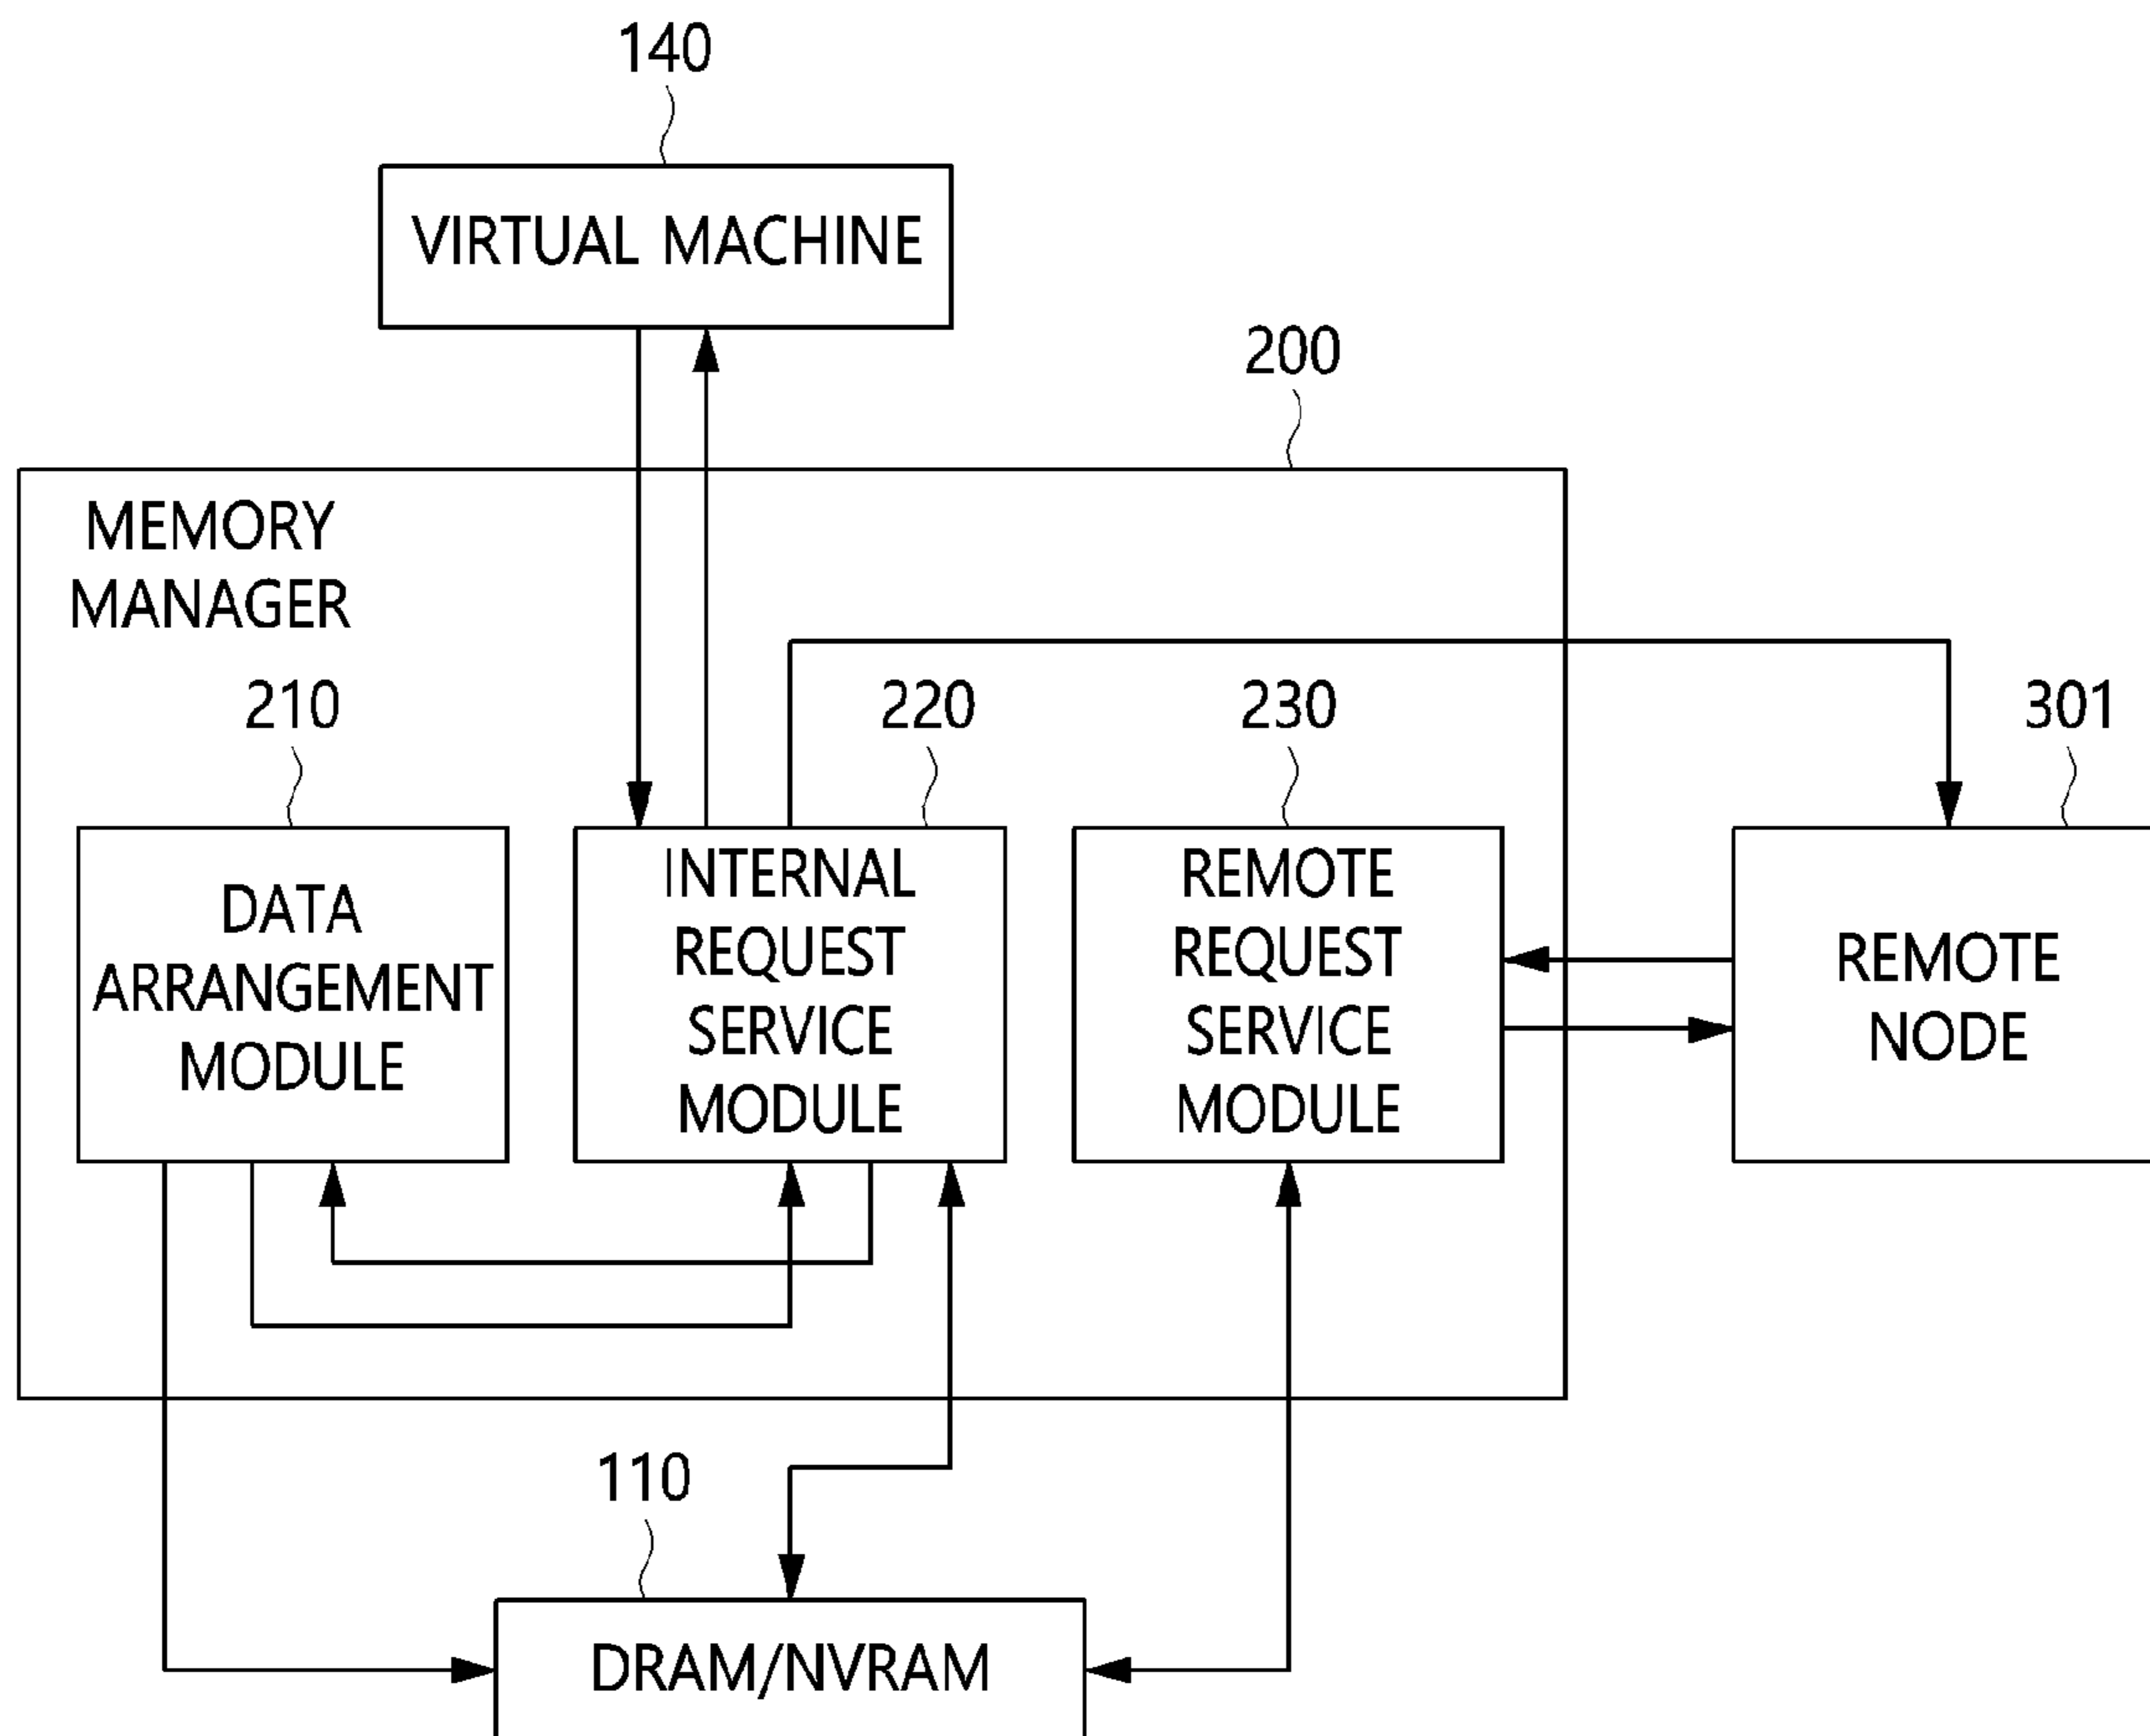 140
VIRTUAL MACHINE
200
MEMORY
MANAGER
210
220
230
301
DATA
ARRANGEMENT
MODULE
INTERNAL
REQUEST
SERVICE
MODULE
REMOTE
REQUEST
SERVICE
MODULE
REMOTE
NODE
110
DRAM/NVRAM